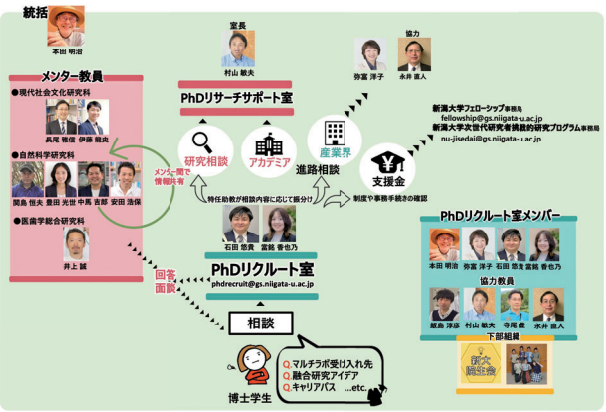 統括
本田 明治
メンター教員
●現代社会文化研究科
長尾 雅信 伊藤 龍史
●自然科学研究科
関島 恒夫 豊田 光世 中馬 吉郎 安田 浩保
●医歯学総合研究科
井上 誠
メンター間で
情報共有
室長
村山 敏夫
PhDリサーチサポート室
研究相談
アカデミア
産業界
進路相談
支援金
協力
弥富 洋子
永井 直人
新潟大学フェローシップ事務局
fellowship@gs.niigata-u.ac.jp
新潟大学次世代研究者挑戦的研究プログラム事務局
nu-jisedai@gs.niigata-u.ac.jp
特任助教が相談内容に応じて振分け
制度や事務手続きの確認
石田 悠貴 當銘 香也乃
PhDリクルート室
phdrecruit@gs.niigata-u.ac.jp
回答
面談
相談
博士学生
Q.マルチラボ受け入れ先
Q.融合研究アイデア
Q.キャリアパス …etc.
PhDリクルート室メンバー
本田 明治 弥富 洋子 石田 悠貴 當銘 香也乃
協力教員
飯島 淳彦 村山 敏夫 寺尾 仁 永井 直人
下部組織
新大
院生会